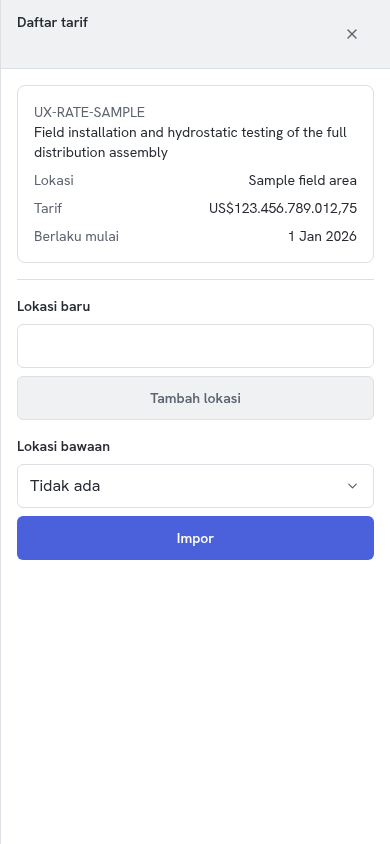 Daftar tarif
UX-RATE-SAMPLE
Field installation and hydrostatic testing of the full
distribution assembly
Lokasi Sample field area
Tarif US$123.456.789.012,75
Berlaku mulai 1 Jan 2026
Lokasi baru
Tambah lokasi
Lokasi bawaan
Tidak ada
Impor